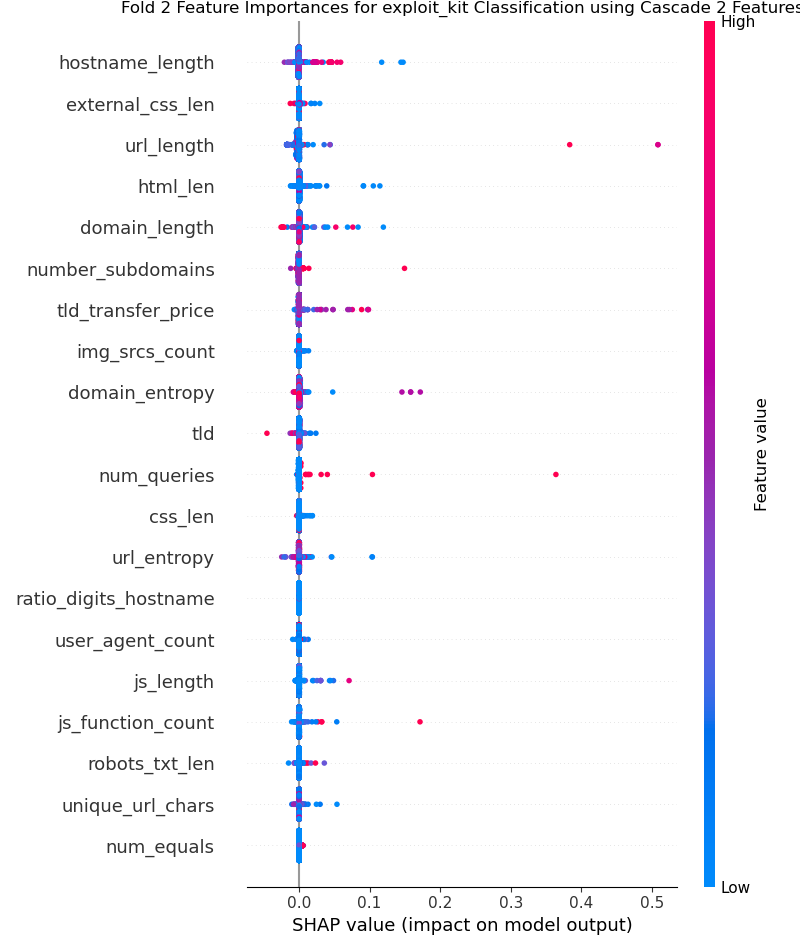 Fold 2 Feature Importances for exploit_kit Classification using Cascade 2 Features
High
hostname_length
external_css_len
url_length
html_len
domain_length
number_subdomains
tld_transfer_price
img_srcs_count
domain_entropy
tld
num_queries
css_len
url_entropy
ratio_digits_hostname
user_agent_count
js_length
js_function_count
robots_txt_len
unique_url_chars
num_equals
Feature value
Low
0.0 0.1 0.2 0.3 0.4 0.5
SHAP value (impact on model output)